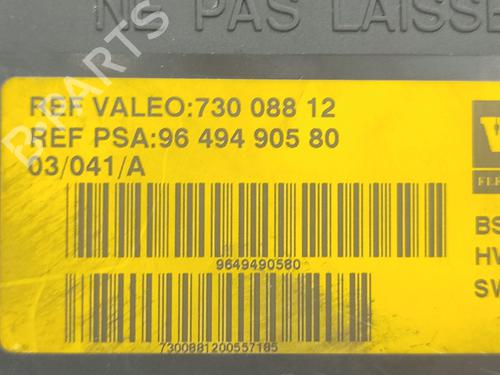 NE PAS LAISSE
REF VALEO:730 088 12
REF PSA:96 494 905 80
03/041/A
9649490580
7300881200557185
V
BS
HV
SW
B PARTS